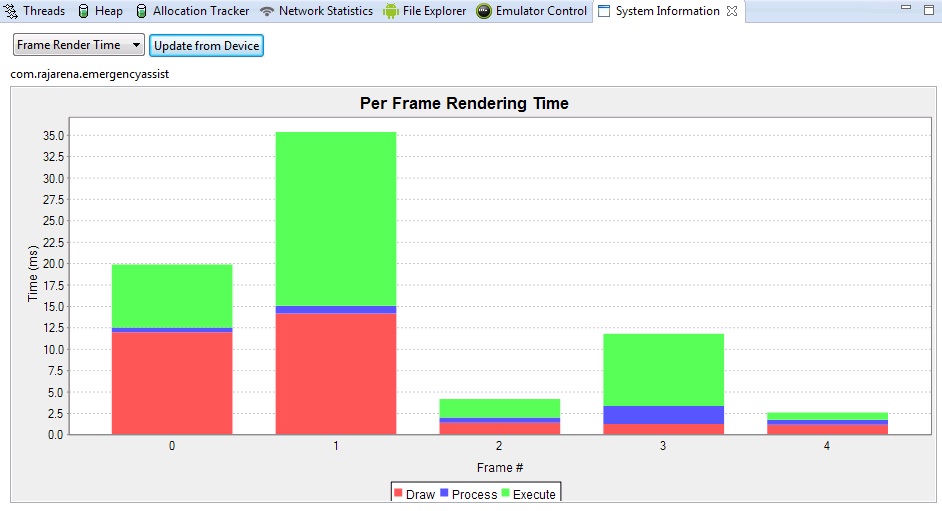 Threads Heap Allocation Tracker Network Statistics File Explorer Emulator Control System Information
Frame Render Time Update from Device
com.rajarena.emergencyassist
Per Frame Rendering Time
35.0
32.5
30.0
27.5
25.0
22.5
20.0
17.5
15.0
12.5
10.0
7.5
5.0
2.5
0.0
Time (ms)
0 1 2 3 4
Frame #
Draw Process Execute